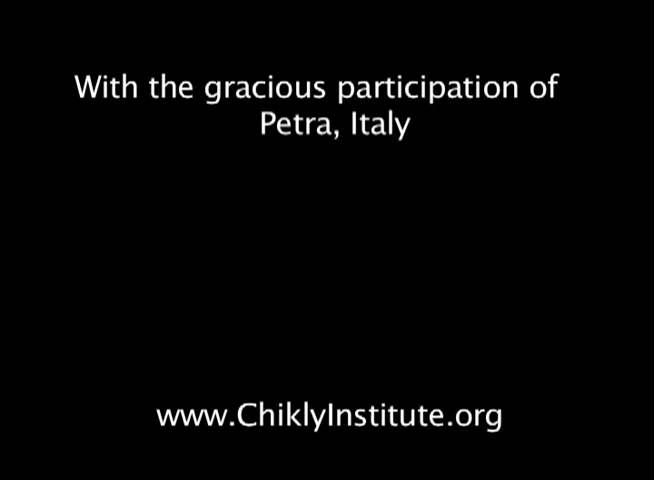 With the gracious participation of
Petra, Italy
www.ChiklyInstitute.org